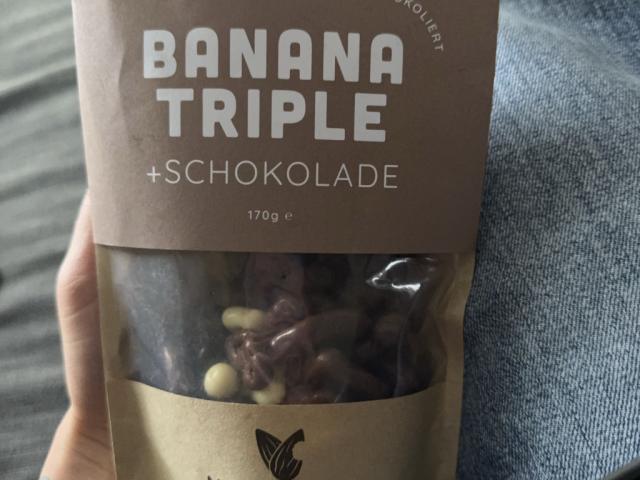 BANANA
TRIPLE
+SCHOKOLADE
170g ℮